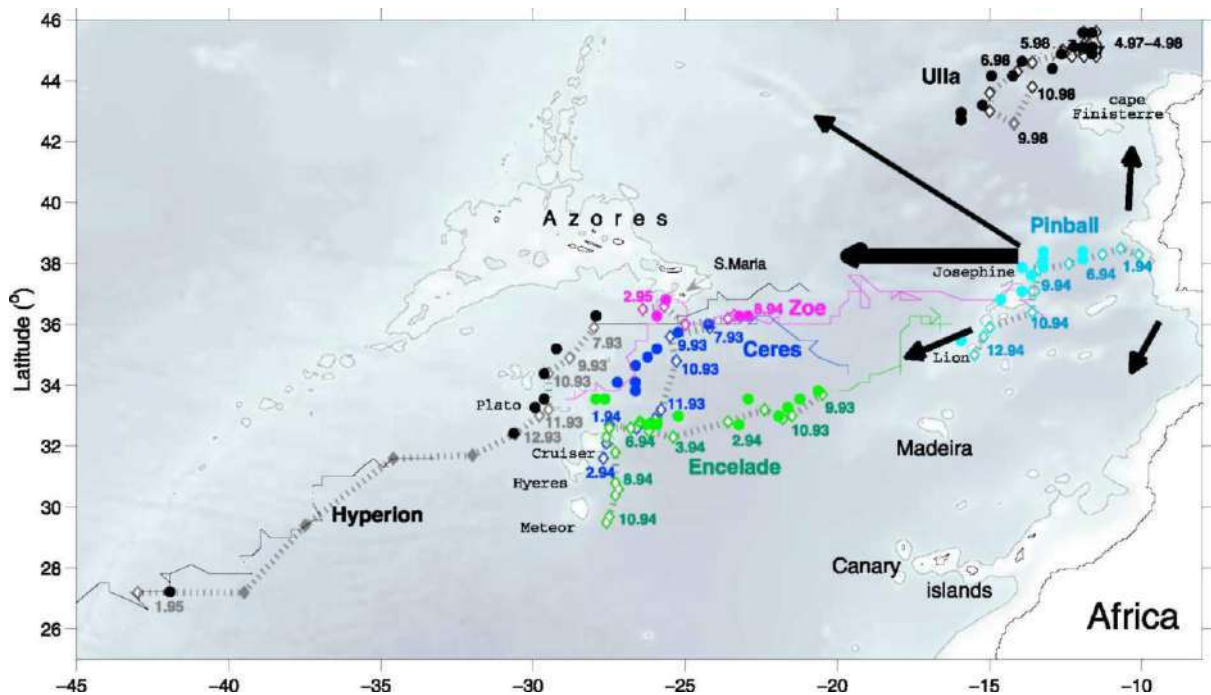 46
44
42
40
38
36
34
32
30
28
26
Latitude (º)
−45
−40
−35
−30
−25
−20
−15
−10
5.98
4.97−4.98
6.98
Ulla
10.98
9.98
cape
Finisterre
Azores
S.Maria
Pinball
Josephine
6.94
1.94
9.94
10.94
Lion
12.94
2.95
8.94
Zoe
7.93
9.93
7.93
Ceres
9.93
10.93
10.93
Plato
11.93
12.93
11.93
1.94
9.93
10.93
6.94
2.94
3.94
Encelade
Cruiser
2.94
Hyeres
8.94
Meteor
10.94
Hyperion
1.95
Madeira
Canary
islands
Africa